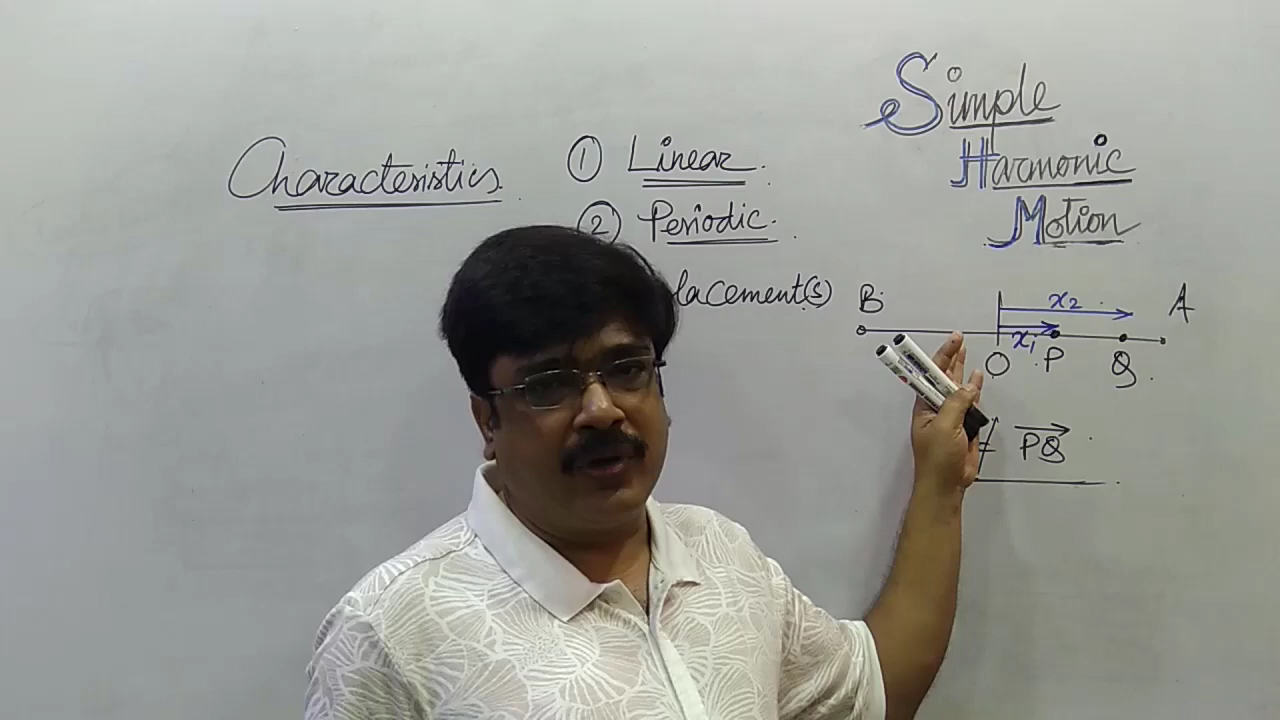 Simple
Harmonic
Motion
Characteristics.
① Linear.
② Periodic.
lacement(s)
B
x₂
A
x₁
O P Q
≠ PQ